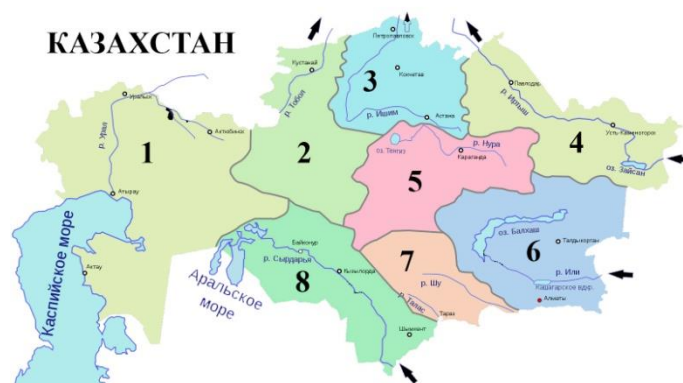 КАЗАХСТАН
Петропавловск
Кустанай
3
Кокчетав
р. Тобол
Павлодар
Уральск
р. Иртыш
р. Ишим
Астана
Актюбинск
Усть-Каменогорск
р. Урал
1
2
4
р. Нура
оз. Тенгиз
Караганда
оз. Зайсан
5
Атырау
оз. Балхаш
6
Талдыкорган
Байконур
р. Сырдарья
7
Каспийское море
Актау
Аральское
море
8
Кызылорда
р. Шу
р. Или
Капшагайское вдхр.
Алматы
р. Талас
Тараз
Шымкент